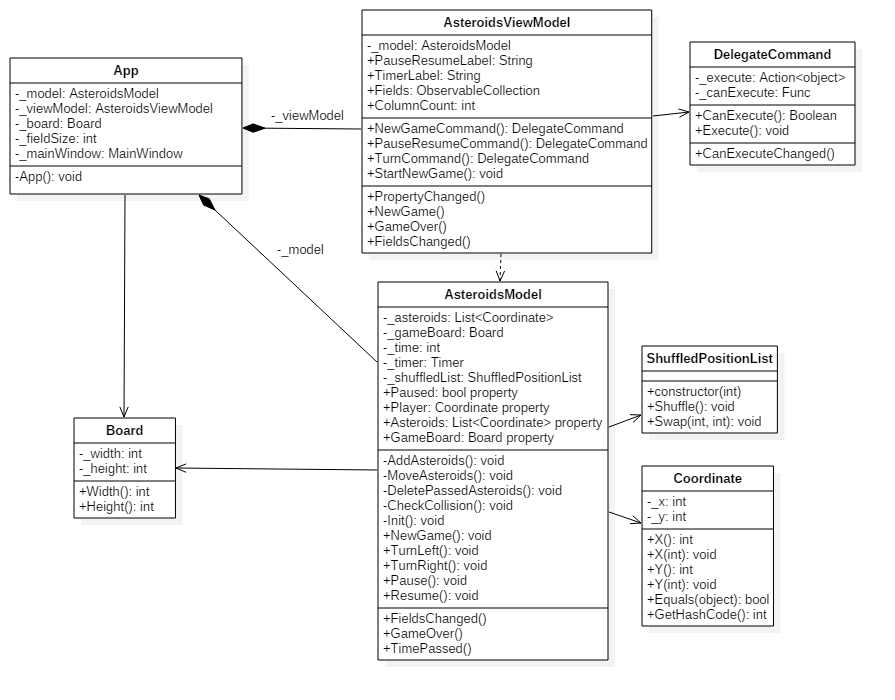 App
-_model: AsteroidsModel
-_viewModel: AsteroidsViewModel
-_board: Board
-_fieldSize: int
-_mainWindow: MainWindow
-App(): void
-_viewModel
-_model
AsteroidsViewModel
-_model: AsteroidsModel
+PauseResumeLabel: String
+TimerLabel: String
+Fields: ObservableCollection
+ColumnCount: int
+NewGameCommand(): DelegateCommand
+PauseResumeCommand(): DelegateCommand
+TurnCommand(): DelegateCommand
+StartNewGame(): void
+PropertyChanged()
+NewGame()
+GameOver()
+FieldsChanged()
DelegateCommand
-_execute: Action<object>
-_canExecute: Func
+CanExecute(): Boolean
+Execute(): void
+CanExecuteChanged()
AsteroidsModel
-_asteroids: List<Coordinate>
-_gameBoard: Board
-_time: int
-_timer: Timer
-_shuffledList: ShuffledPositionList
+Paused: bool property
+Player: Coordinate property
+Asteroids: List<Coordinate> property
+GameBoard: Board property
-AddAsteroids(): void
-MoveAsteroids(): void
-DeletePassedAsteroids(): void
-CheckCollision(): void
-Init(): void
+NewGame(): void
+TurnLeft(): void
+TurnRight(): void
+Pause(): void
+Resume(): void
+FieldsChanged()
+GameOver()
+TimePassed()
ShuffledPositionList
+constructor(int)
+Shuffle(): void
+Swap(int, int): void
Board
-_width: int
-_height: int
+Width(): int
+Height(): int
Coordinate
-_x: int
-_y: int
+X(): int
+X(int): void
+Y(): int
+Y(int): void
+Equals(object): bool
+GetHashCode(): int